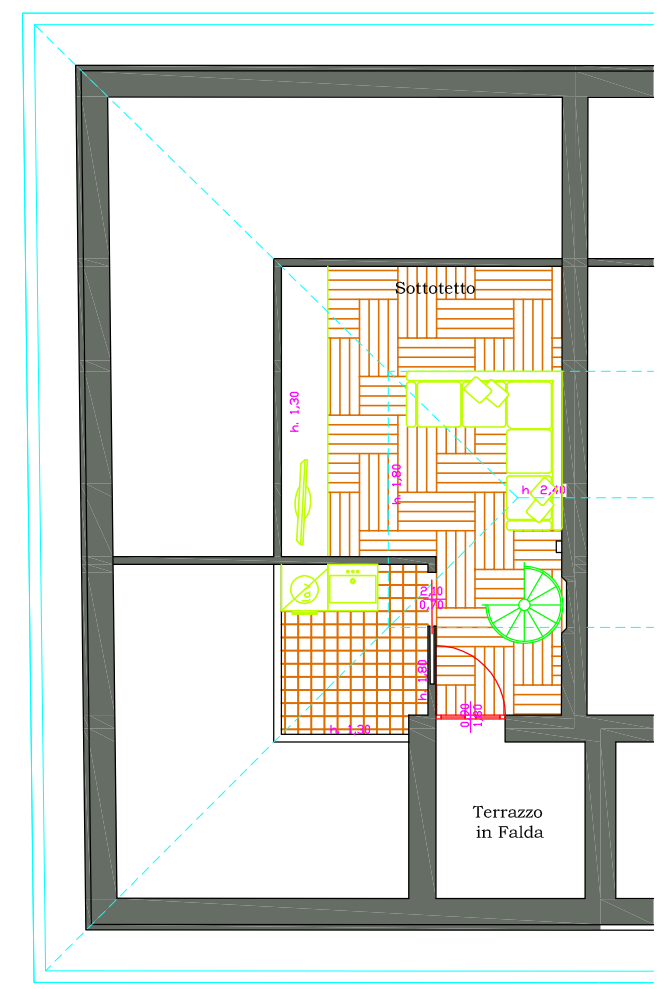 Sottotetto
h. 1,30
h. 1,80
h. 2,40
2,10
0,70
h. 1,80
0,90
1,80
h. 1,30
Terrazzo
in Falda